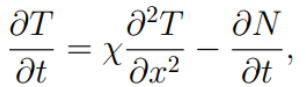 ∂T/∂t = χ ∂²T/∂x² − ∂N/∂t,